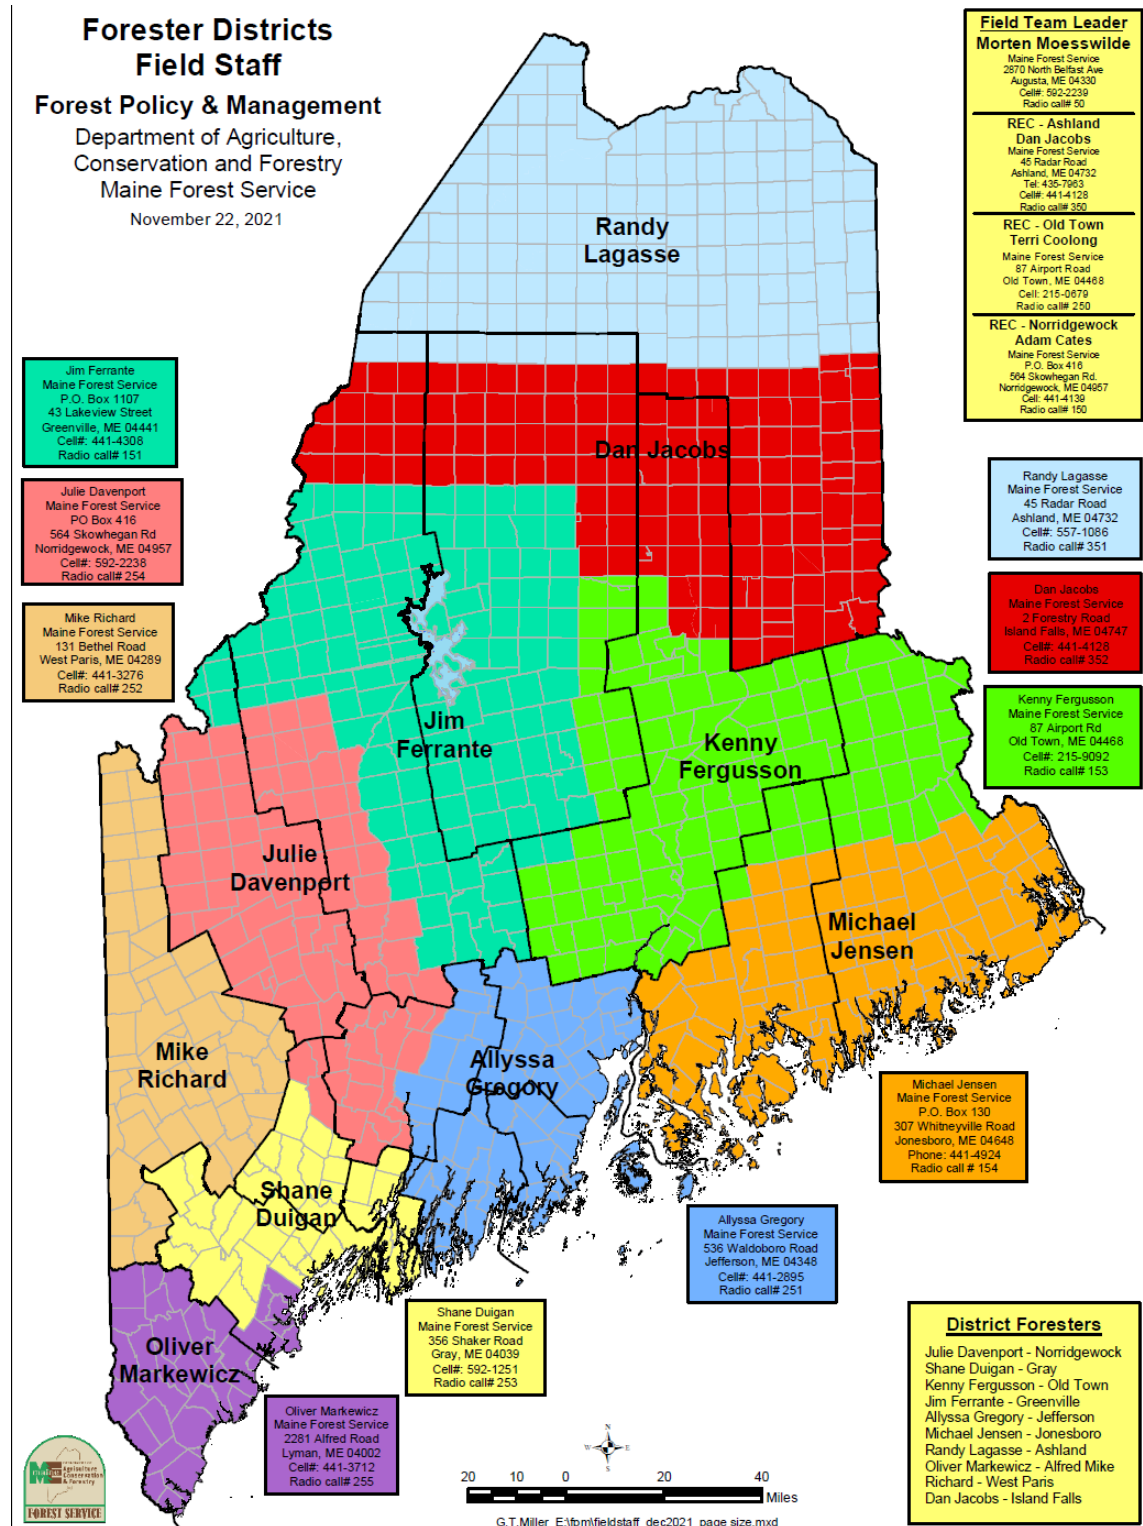 Forester Districts
Field Staff
Forest Policy & Management
Department of Agriculture,
Conservation and Forestry
Maine Forest Service
November 22, 2021
Field Team Leader
Morten Moesswilde
Maine Forest Service
2870 North Belfast Ave
Augusta, ME 04330
Cell#: 592-2239
Radio call# 50
REC - Ashland
Dan Jacobs
Maine Forest Service
45 Radar Road
Ashland, ME 04732
Tel: 435-7963
Cell#: 441-4128
Radio call# 350
REC - Old Town
Terri Coolong
Maine Forest Service
87 Airport Road
Old Town, ME 04468
Cell: 215-0679
Radio call# 250
REC - Norridgewock
Adam Cates
Maine Forest Service
P.O. Box 416
564 Skowhegan Rd.
Norridgewock, ME 04957
Cell: 441-4139
Radio call# 150
Randy
Lagasse
Dan Jacobs
Jim
Ferrante
Kenny
Fergusson
Julie
Davenport
Michael
Jensen
Mike
Richard
Allyssa
Gregory
Shane
Duigan
Oliver
Markewicz
Jim Ferrante
Maine Forest Service
P.O. Box 1107
43 Lakeview Street
Greenville, ME 04441
Cell#: 441-4308
Radio call# 151
Julie Davenport
Maine Forest Service
PO Box 416
564 Skowhegan Rd
Norridgewock, ME 04957
Cell#: 592-2238
Radio call# 254
Mike Richard
Maine Forest Service
131 Bethel Road
West Paris, ME 04289
Cell#: 441-3276
Radio call# 252
Randy Lagasse
Maine Forest Service
45 Radar Road
Ashland, ME 04732
Cell#: 557-1086
Radio call# 351
Dan Jacobs
Maine Forest Service
2 Forestry Road
Island Falls, ME 04747
Cell#: 441-4128
Radio call# 352
Kenny Fergusson
Maine Forest Service
87 Airport Rd
Old Town, ME 04468
Cell#: 215-9092
Radio call# 153
Michael Jensen
Maine Forest Service
P.O. Box 130
307 Whitneyville Road
Jonesboro, ME 04648
Phone: 441-4924
Radio call # 154
Allyssa Gregory
Maine Forest Service
536 Waldoboro Road
Jefferson, ME 04348
Cell#: 441-2895
Radio call# 251
Shane Duigan
Maine Forest Service
356 Shaker Road
Gray, ME 04039
Cell#: 592-1251
Radio call# 253
Oliver Markewicz
Maine Forest Service
2281 Alfred Road
Lyman, ME 04002
Cell#: 441-3712
Radio call# 255
District Foresters
Julie Davenport - Norridgewock
Shane Duigan - Gray
Kenny Fergusson - Old Town
Jim Ferrante - Greenville
Allyssa Gregory - Jefferson
Michael Jensen - Jonesboro
Randy Lagasse - Ashland
Oliver Markewicz - Alfred Mike
Richard - West Paris
Dan Jacobs - Island Falls
N
W E
S
20 10 0 20 40
Miles
G.T.Miller E:\fpm\fieldstaff_dec2021_page size.mxd
Agriculture
Conservation
& Forestry
FOREST SERVICE